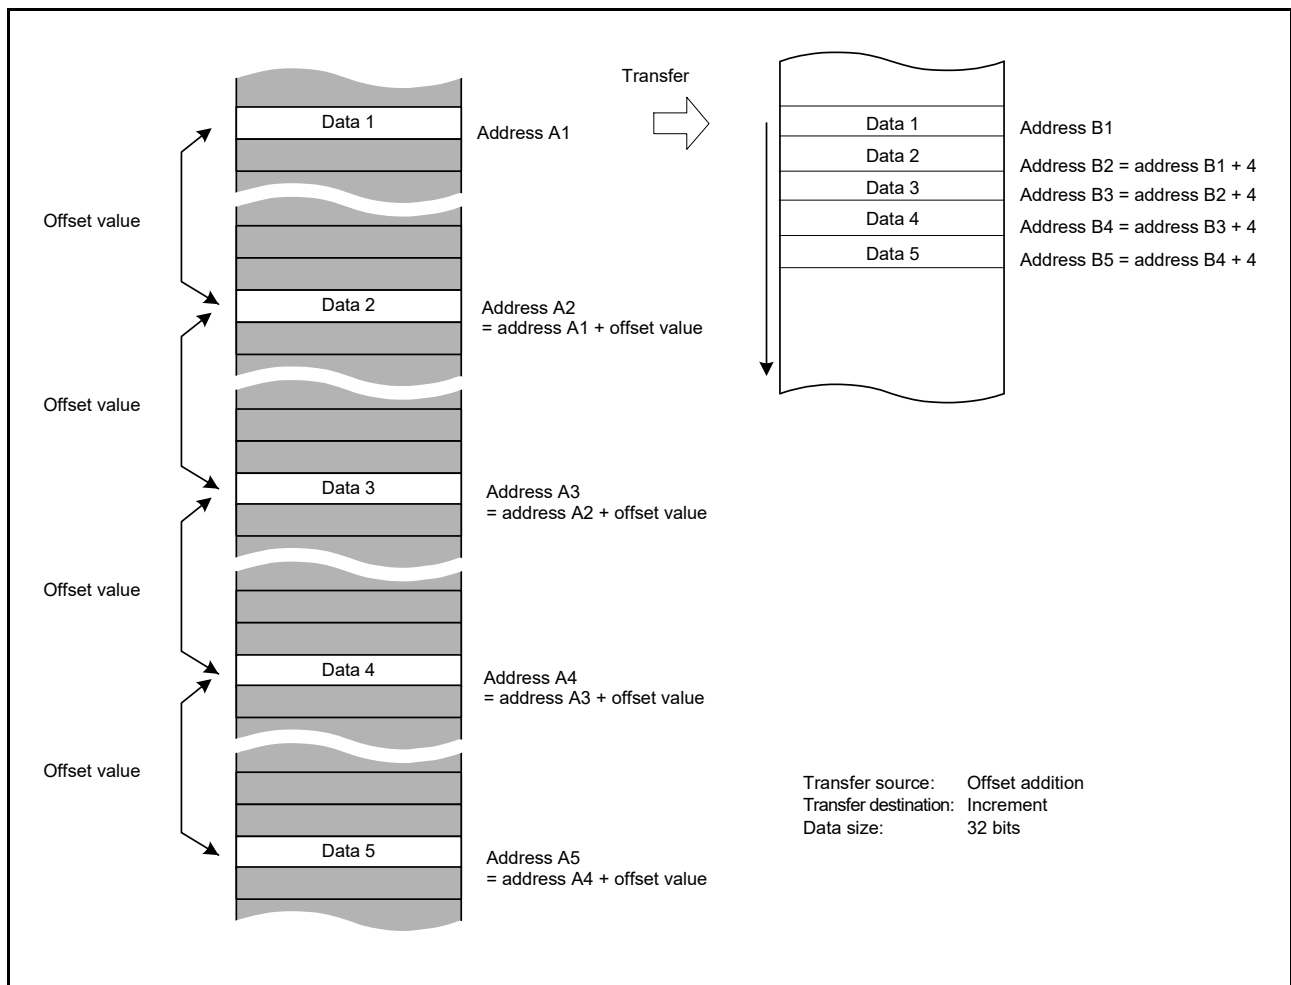 Transfer
Data 1
Address A1
Offset value
Data 2
Address A2
= address A1 + offset value
Offset value
Data 3
Address A3
= address A2 + offset value
Offset value
Data 4
Address A4
= address A3 + offset value
Offset value
Data 5
Address A5
= address A4 + offset value
Data 1
Address B1
Data 2
Address B2 = address B1 + 4
Data 3
Address B3 = address B2 + 4
Data 4
Address B4 = address B3 + 4
Data 5
Address B5 = address B4 + 4
Transfer source: Offset addition
Transfer destination: Increment
Data size: 32 bits